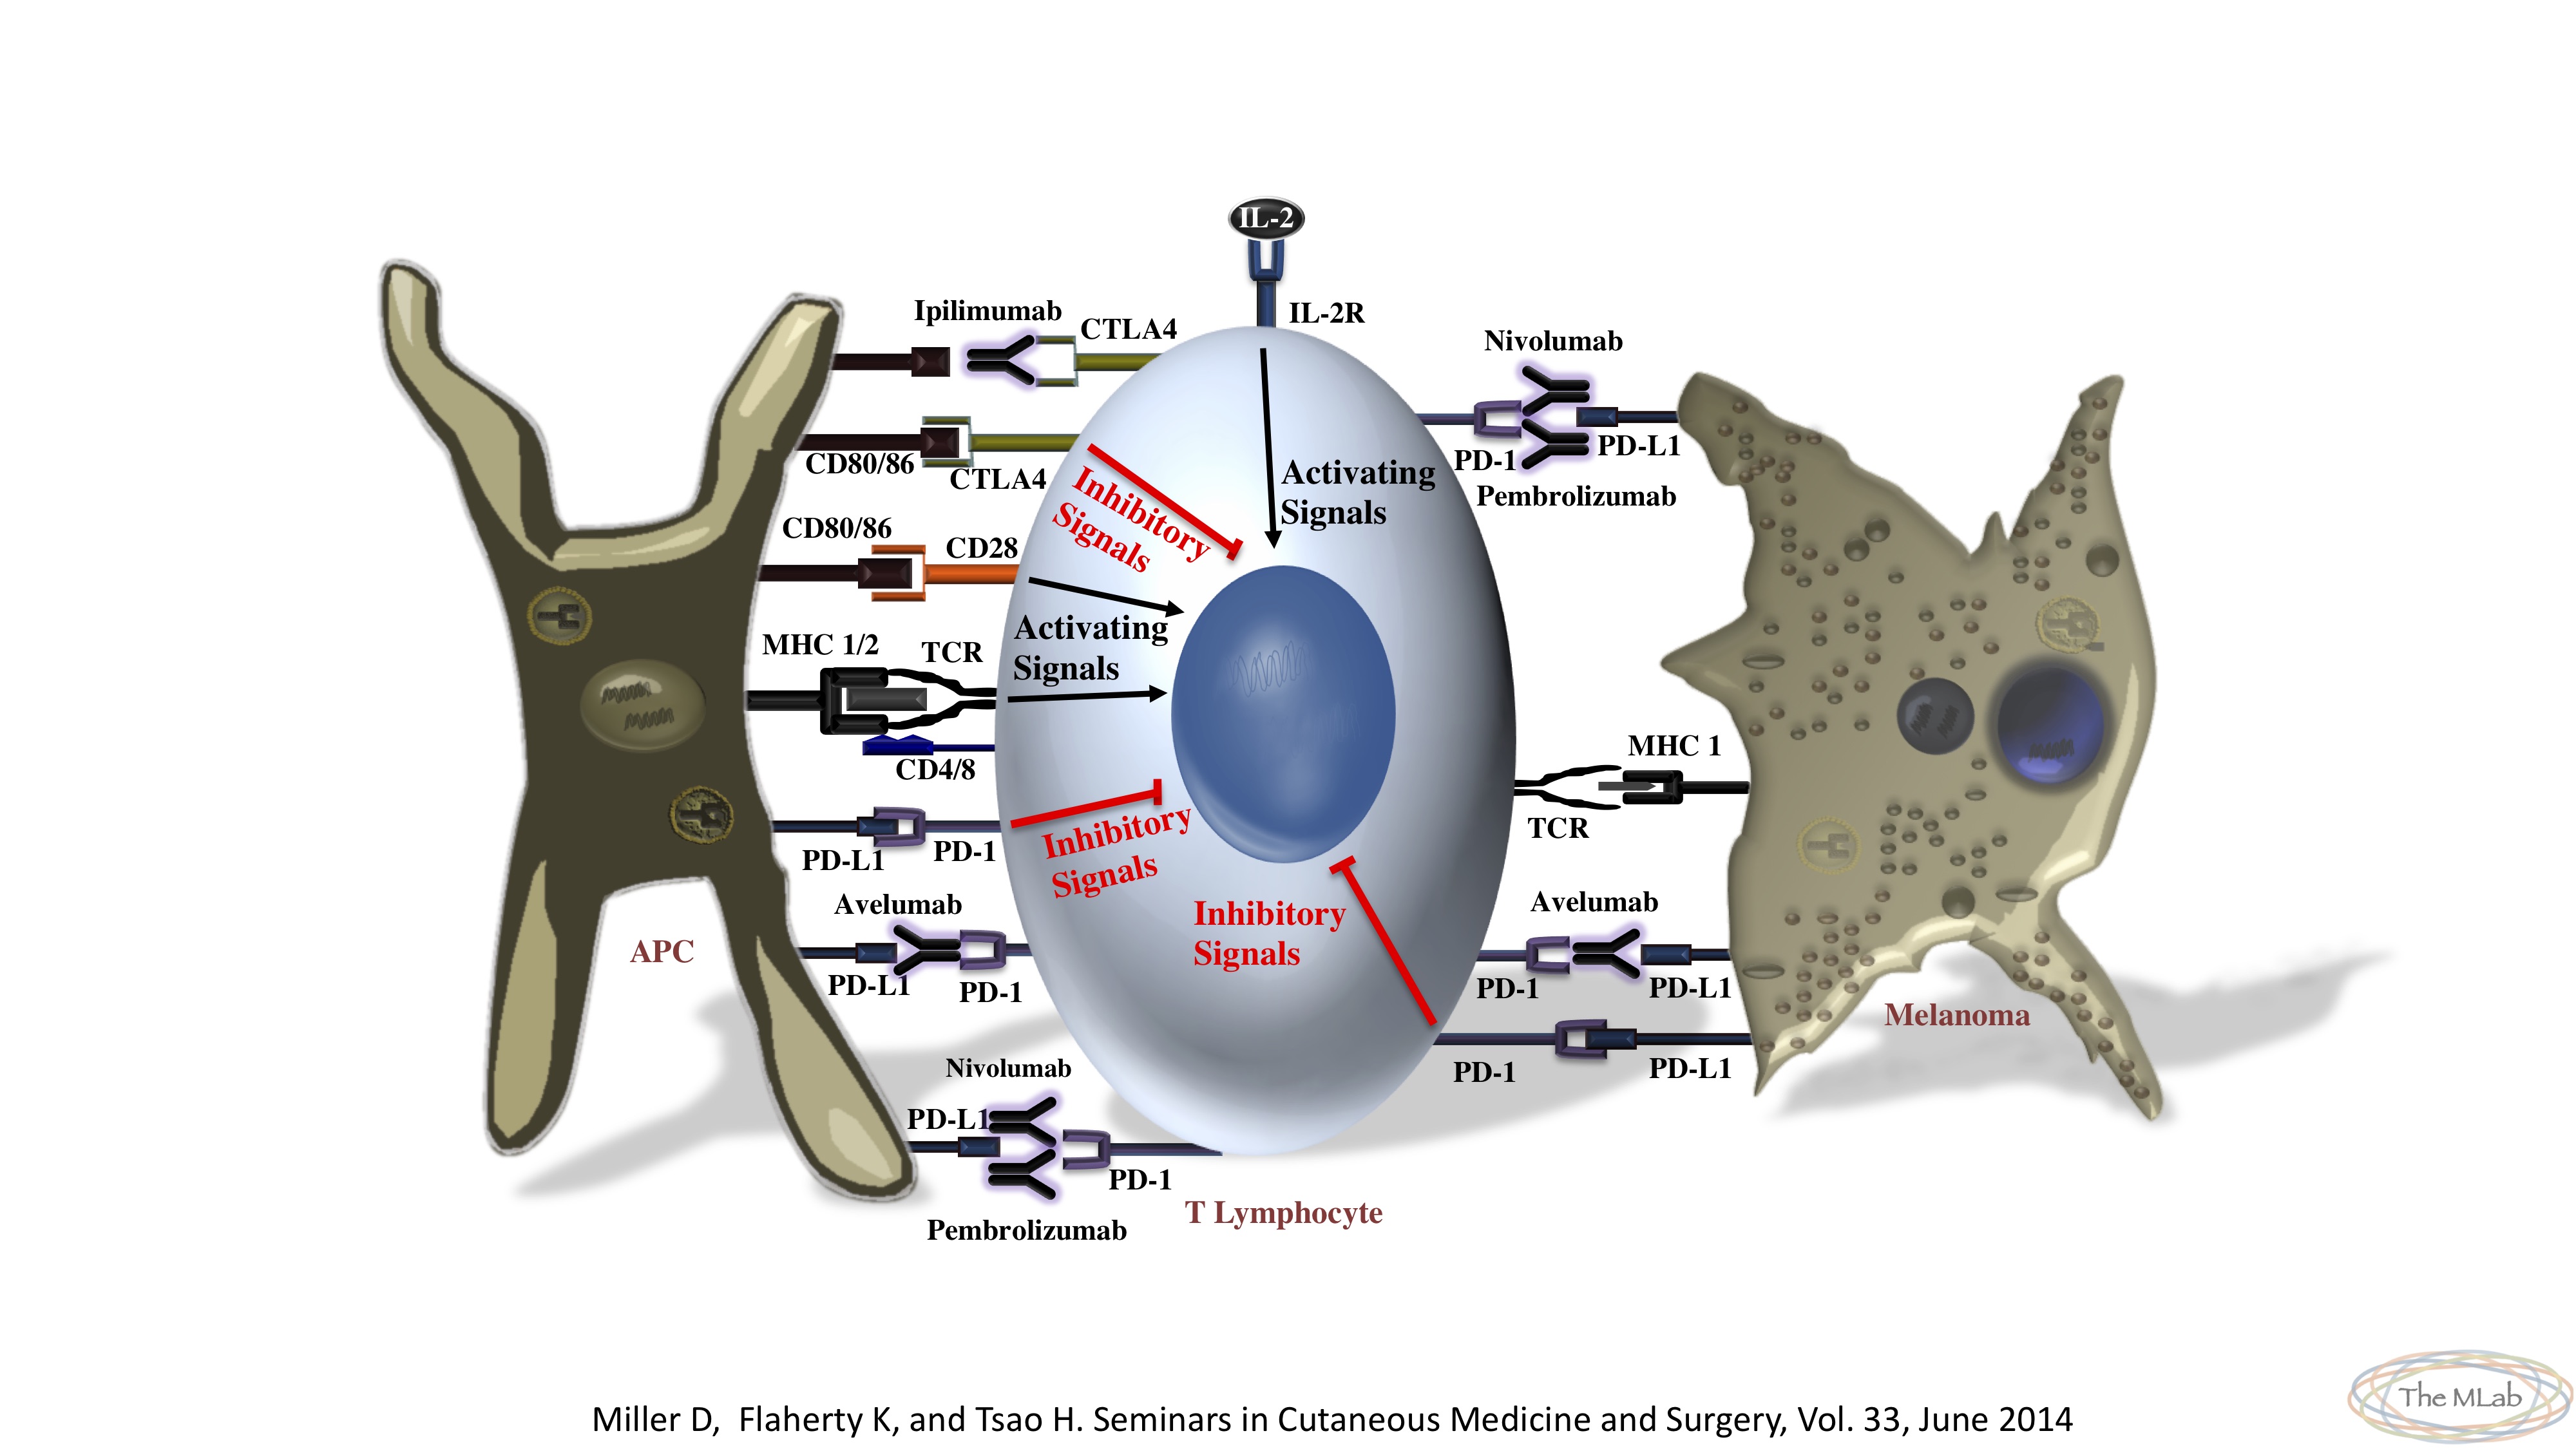 IL-2
IL-2R
Ipilimumab
CTLA4
CD80/86
CTLA4
CD80/86
CD28
MHC 1/2
TCR
CD4/8
PD-L1
PD-1
Avelumab
PD-L1
PD-1
Nivolumab
PD-L1
PD-1
Pembrolizumab
APC
Inhibitory
Signals
Activating
Signals
Activating
Signals
Inhibitory
Signals
Inhibitory
Signals
T Lymphocyte
Nivolumab
PD-1
PD-L1
Pembrolizumab
MHC 1
TCR
Avelumab
PD-1
PD-L1
PD-1
PD-L1
Melanoma
Miller D, Flaherty K, and Tsao H. Seminars in Cutaneous Medicine and Surgery, Vol. 33, June 2014
The MLab